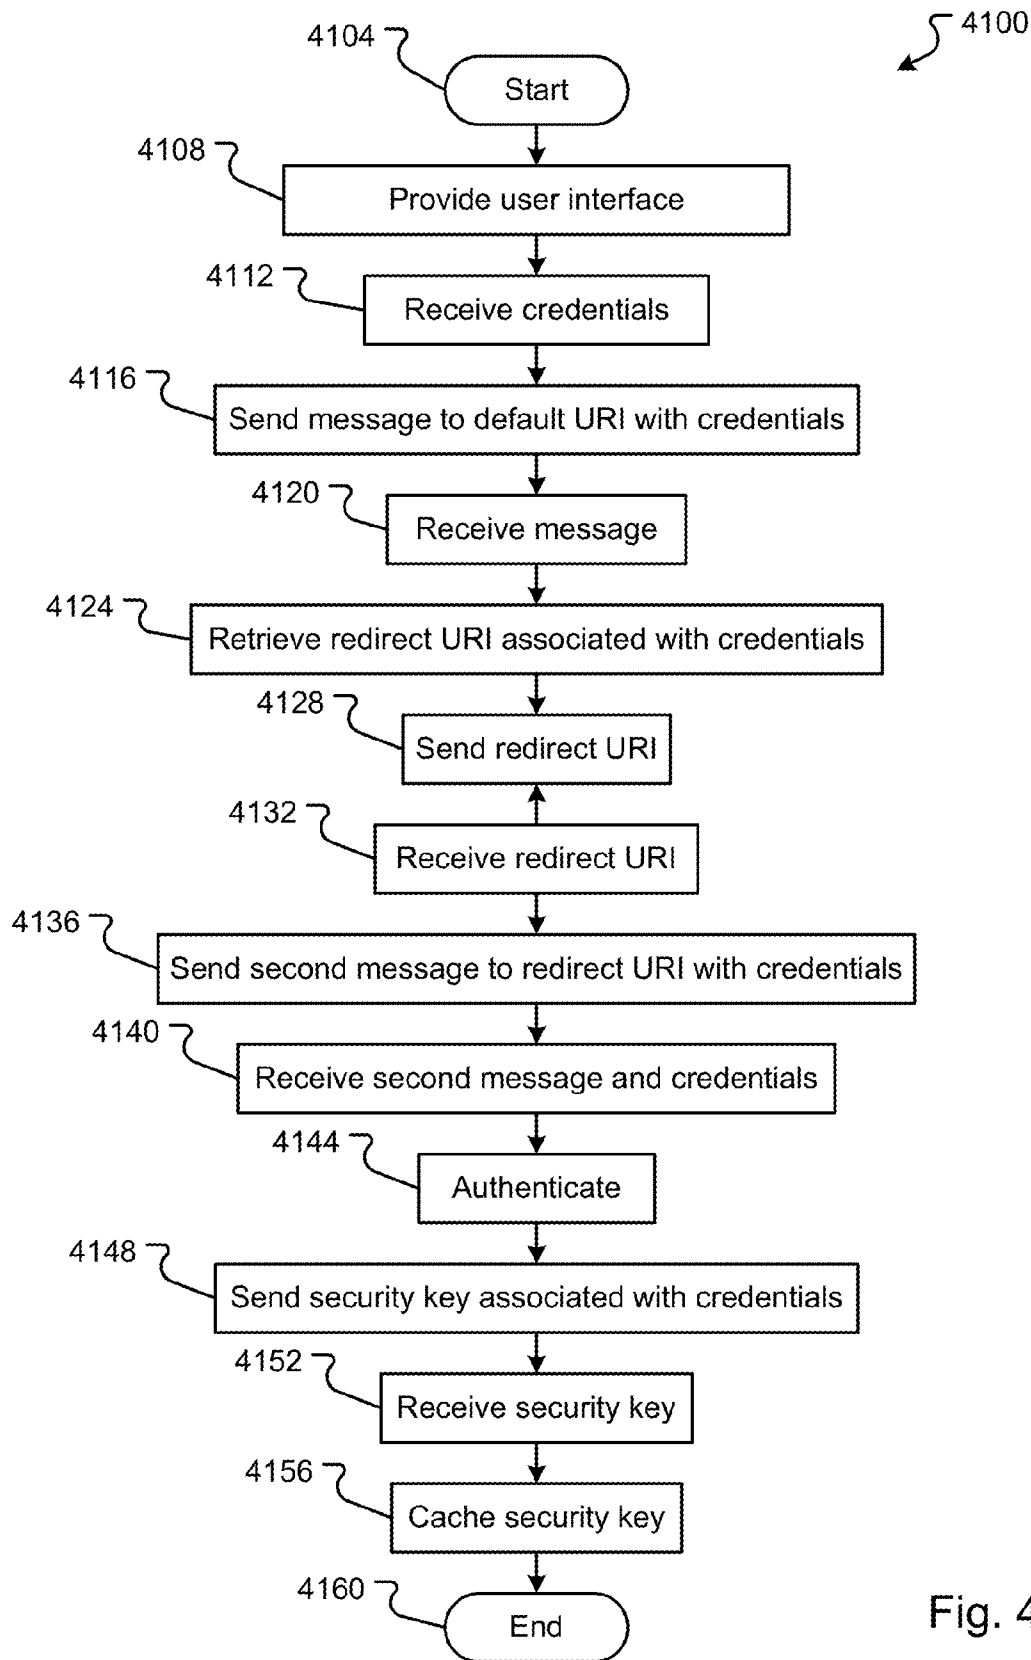 4100
4104
Start
4108
Provide user interface
4112
Receive credentials
4116
Send message to default URI with credentials
4120
Receive message
4124
Retrieve redirect URI associated with credentials
4128
Send redirect URI
4132
Receive redirect URI
4136
Send second message to redirect URI with credentials
4140
Receive second message and credentials
4144
Authenticate
4148
Send security key associated with credentials
4152
Receive security key
4156
Cache security key
4160
End
Fig. 4